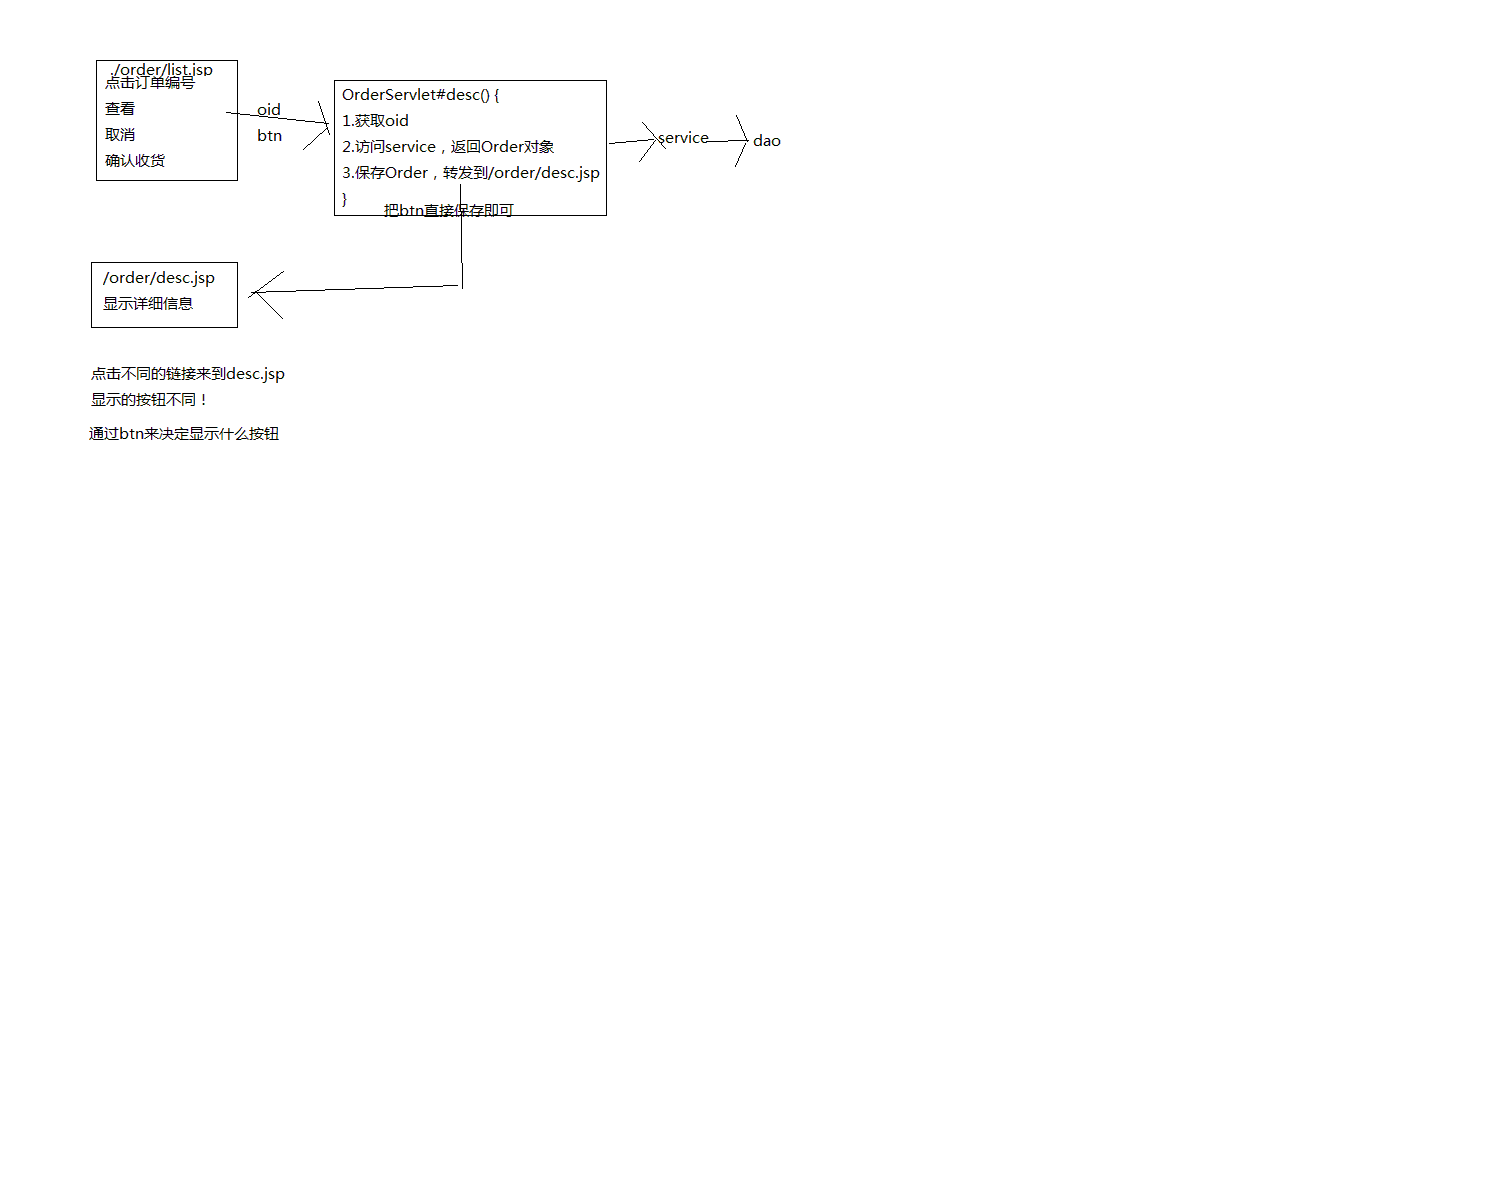 ./order/list.jsp
点击订单编号
查看
取消
确认收货
oid
btn
OrderServlet#desc() {
1.获取oid
2.访问service，返回Order对象
3.保存Order，转发到/order/desc.jsp
}
把btn直接保存即可
service
dao
/order/desc.jsp
显示详细信息
点击不同的链接来到desc.jsp
显示的按钮不同！
通过btn来决定显示什么按钮